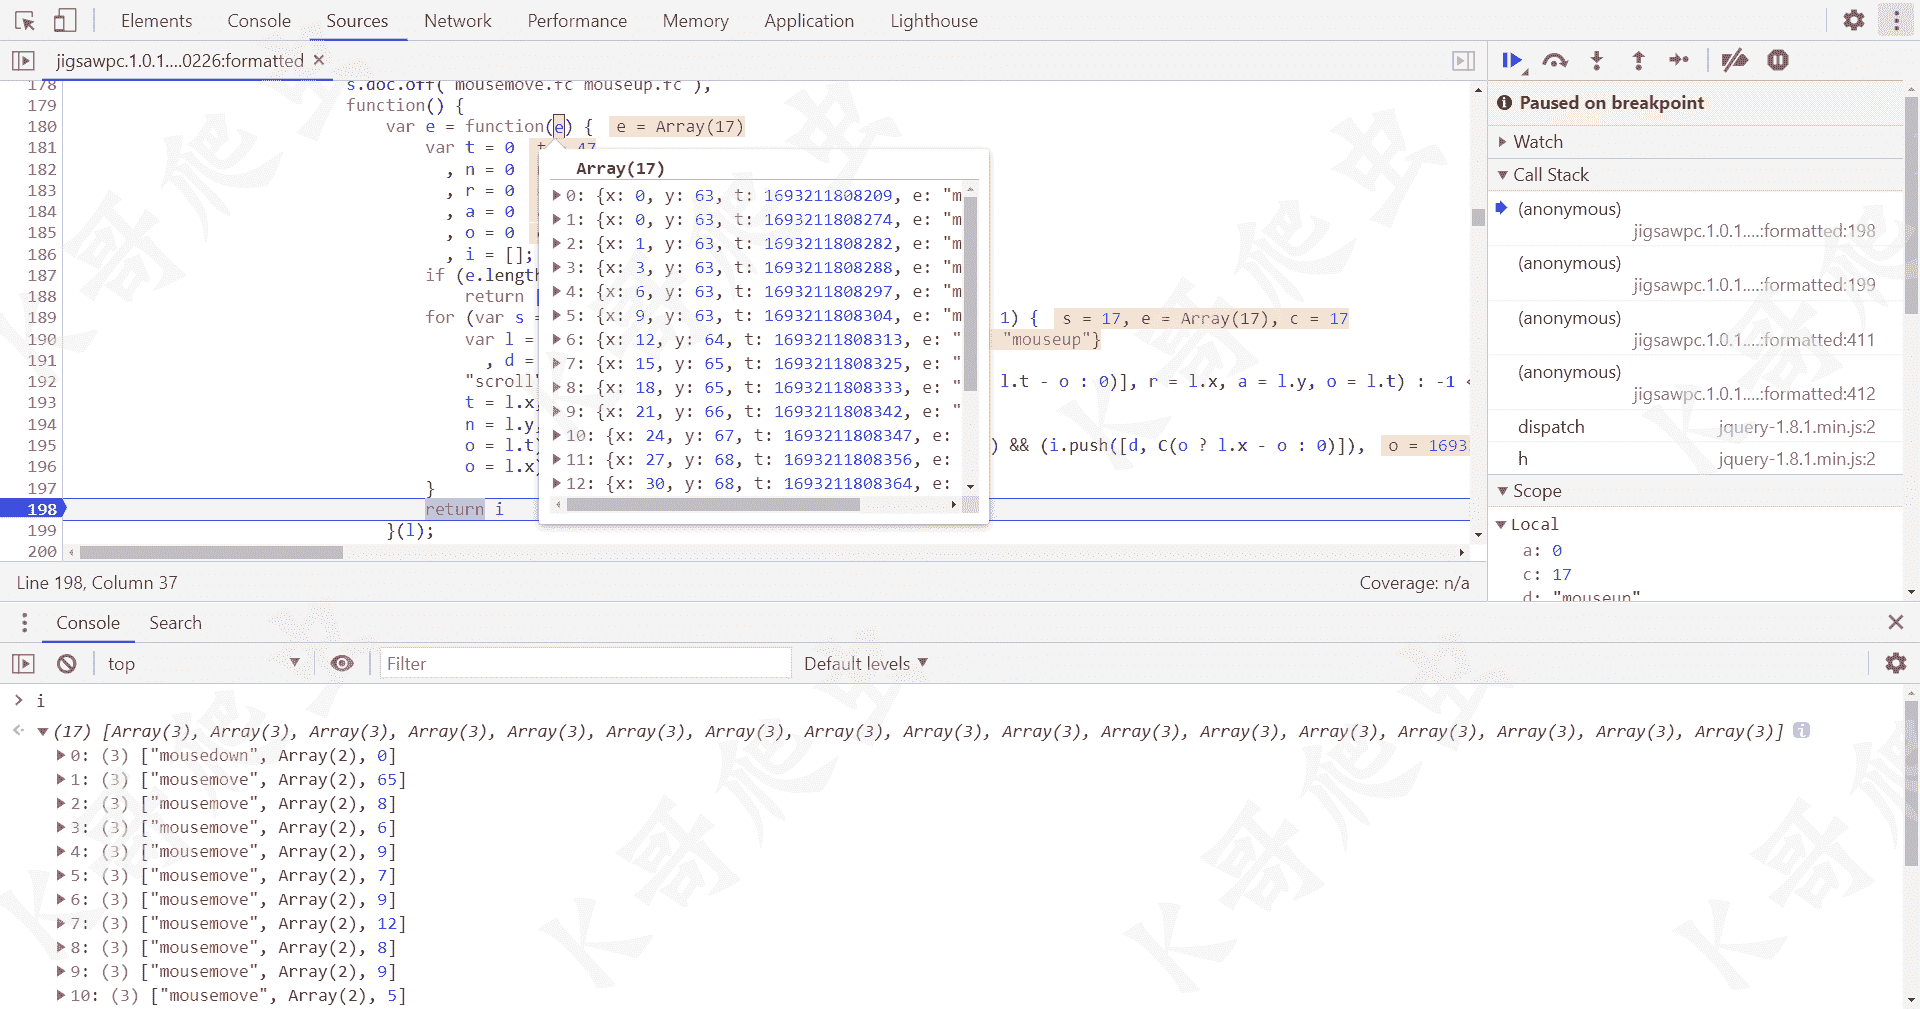 Elements Console Sources Network Performance Memory Application Lighthouse
jigsawpc.1.0.1....0226:formatted ×
178 s.doc.off("mousemove.fc mouseup.fc"),
179 function() {
180 var e = function(e) { e = Array(17)
181 var t = 0 t = 47
182 , n = 0
183 , r = 0
184 , a = 0
185 , o = 0
186 , i = [];
187 if (e.length
188 return [
189 for (var s = 1) { s = 17, e = Array(17), c = 17
190 var l = "mouseup"}
191 , d =
192 "scroll" l.t - o : 0)], r = l.x, a = l.y, o = l.t) : -1 <
193 t = l.x,
194 n = l.y,
195 o = l.t) ) && (i.push([d, C(o ? l.x - o : 0)]), o = 1693
196 o = l.x)
197 }
198 return i
199 }(l);
200
Array(17)
0: {x: 0, y: 63, t: 1693211808209, e: "m
1: {x: 0, y: 63, t: 1693211808274, e: "m
2: {x: 1, y: 63, t: 1693211808282, e: "m
3: {x: 3, y: 63, t: 1693211808288, e: "m
4: {x: 6, y: 63, t: 1693211808297, e: "m
5: {x: 9, y: 63, t: 1693211808304, e: "m
6: {x: 12, y: 64, t: 1693211808313, e: "
7: {x: 15, y: 65, t: 1693211808325, e: "
8: {x: 18, y: 65, t: 1693211808333, e: "
9: {x: 21, y: 66, t: 1693211808342, e: "
10: {x: 24, y: 67, t: 1693211808347, e:
11: {x: 27, y: 68, t: 1693211808356, e:
12: {x: 30, y: 68, t: 1693211808364, e:
Line 198, Column 37 Coverage: n/a
Paused on breakpoint
Watch
Call Stack
(anonymous)
jigsawpc.1.0.1....:formatted:198
(anonymous)
jigsawpc.1.0.1....:formatted:199
(anonymous)
jigsawpc.1.0.1....:formatted:411
(anonymous)
jigsawpc.1.0.1....:formatted:412
dispatch jquery-1.8.1.min.js:2
h jquery-1.8.1.min.js:2
Scope
Local
a: 0
c: 17
d: "mouseup"
Console Search
top Filter Default levels
i
(17) [Array(3), Array(3), Array(3), Array(3), Array(3), Array(3), Array(3), Array(3), Array(3), Array(3), Array(3), Array(3), Array(3), Array(3), Array(3), Array(3), Array(3)]
0: (3) ["mousedown", Array(2), 0]
1: (3) ["mousemove", Array(2), 65]
2: (3) ["mousemove", Array(2), 8]
3: (3) ["mousemove", Array(2), 6]
4: (3) ["mousemove", Array(2), 9]
5: (3) ["mousemove", Array(2), 7]
6: (3) ["mousemove", Array(2), 9]
7: (3) ["mousemove", Array(2), 12]
8: (3) ["mousemove", Array(2), 8]
9: (3) ["mousemove", Array(2), 9]
10: (3) ["mousemove", Array(2), 5]
K哥爬虫